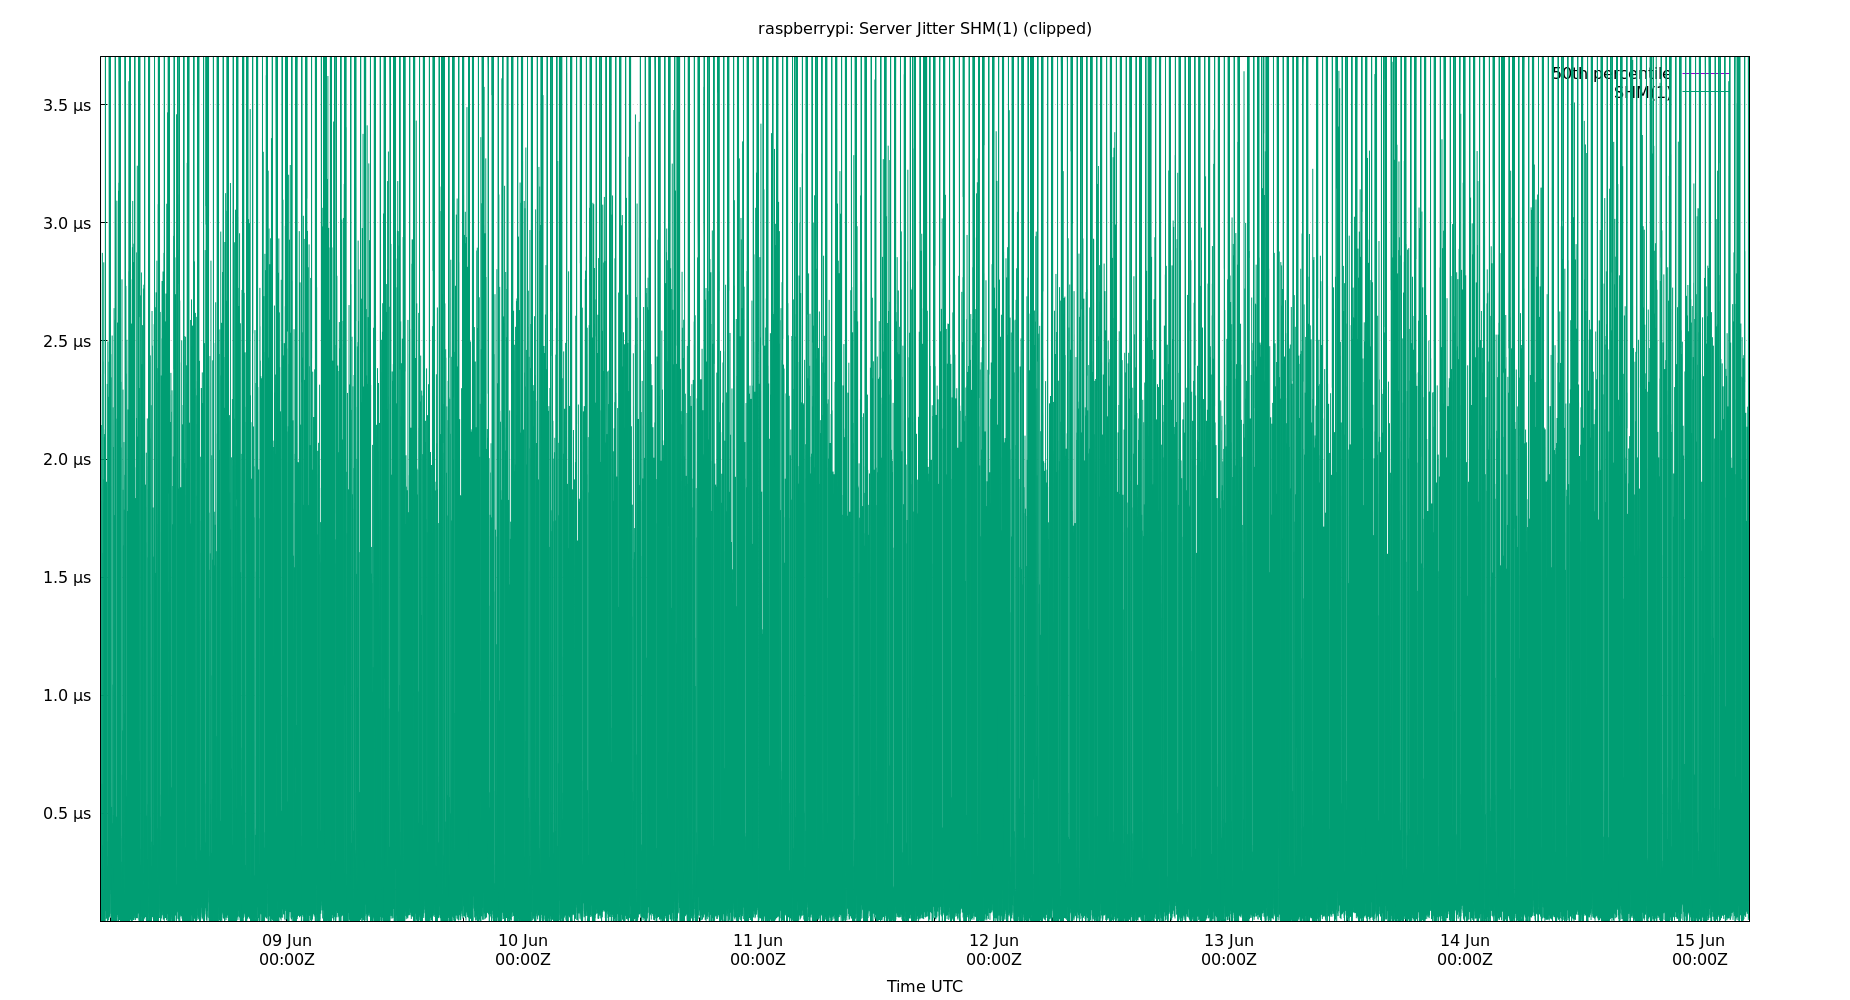 raspberrypi: Server Jitter SHM(1) (clipped)
50th percentile
SHM(1)
3.5 µs
3.0 µs
2.5 µs
2.0 µs
1.5 µs
1.0 µs
0.5 µs
09 Jun 10 Jun 11 Jun 12 Jun 13 Jun 14 Jun 15 Jun
00:00Z 00:00Z 00:00Z 00:00Z 00:00Z 00:00Z 00:00Z
Time UTC